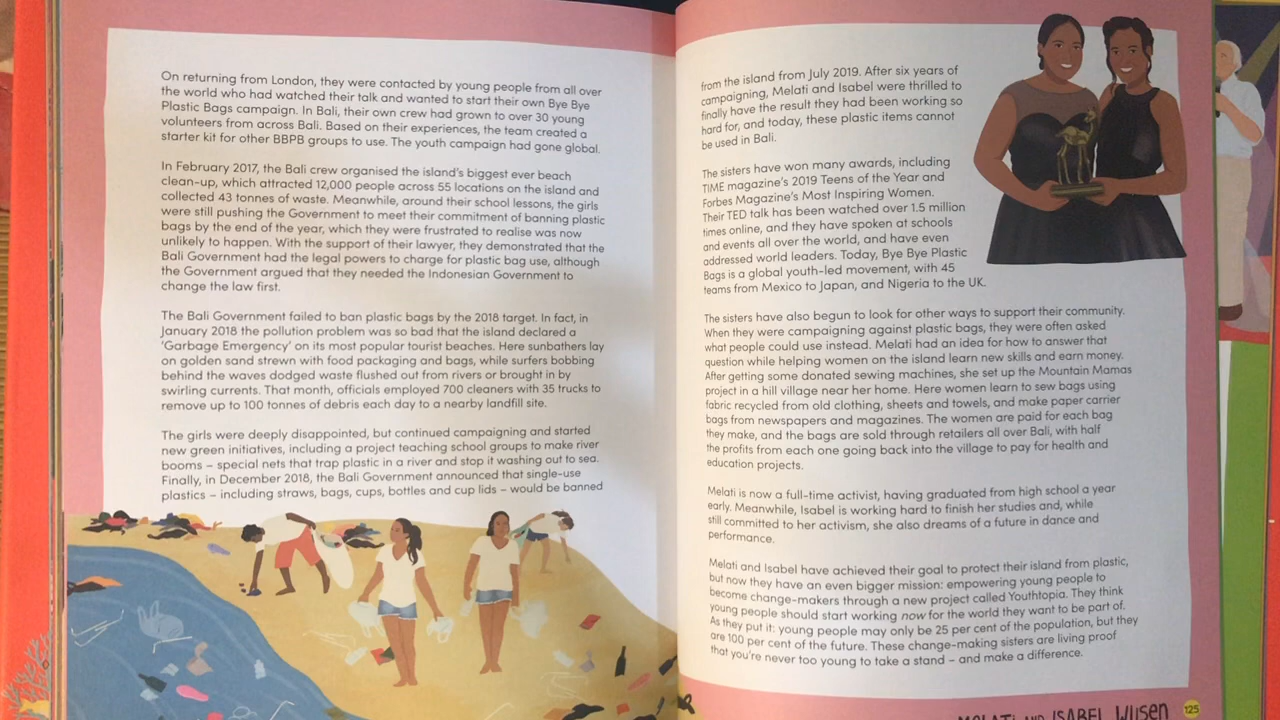 On returning from London, they were contacted by young people from all over
the world who had watched their talk and wanted to start their own Bye Bye
Plastic Bags campaign. In Bali, their own crew had grown to over 30 young
volunteers from across Bali. Based on their experiences, the team created a
starter kit for other BBPB groups to use. The youth campaign had gone global.
In February 2017, the Bali crew organised the island's biggest ever beach
clean-up, which attracted 12,000 people across 55 locations on the island and
collected 43 tonnes of waste. Meanwhile, around their school lessons, the girls
were still pushing the Government to meet their commitment of banning plastic
bags by the end of the year, which they were frustrated to realise was now
unlikely to happen. With the support of their lawyer, they demonstrated that the
Bali Government had the legal powers to charge for plastic bag use, although
the Government argued that they needed the Indonesian Government to
change the law first.
The Bali Government failed to ban plastic bags by the 2018 target. In fact, in
January 2018 the pollution problem was so bad that the island declared a
'Garbage Emergency' on its most popular tourist beaches. Here sunbathers lay
on golden sand strewn with food packaging and bags, while surfers bobbing
behind the waves dodged waste flushed out from rivers or brought in by
swirling currents. That month, officials employed 700 cleaners with 35 trucks to
remove up to 100 tonnes of debris each day to a nearby landfill site.
The girls were deeply disappointed, but continued campaigning and started
new green initiatives, including a project teaching school groups to make river
booms – special nets that trap plastic in a river and stop it washing out to sea.
Finally, in December 2018, the Bali Government announced that single-use
plastics – including straws, bags, cups, bottles and cup lids – would be banned
from the island from July 2019. After six years of
campaigning, Melati and Isabel were thrilled to
finally have the result they had been working so
hard for, and today, these plastic items cannot
be used in Bali.
The sisters have won many awards, including
TIME magazine's 2019 Teens of the Year and
Forbes Magazine's Most Inspiring Women.
Their TED talk has been watched over 1.5 million
times online, and they have spoken at schools
and events all over the world, and have even
addressed world leaders. Today, Bye Bye Plastic
Bags is a global youth-led movement, with 45
teams from Mexico to Japan, and Nigeria to the UK.
The sisters have also begun to look for other ways to support their community.
When they were campaigning against plastic bags, they were often asked
what people could use instead. Melati had an idea for how to answer that
question while helping women on the island learn new skills and earn money.
After getting some donated sewing machines, she set up the Mountain Mamas
project in a hill village near her home. Here women learn to sew bags using
fabric recycled from old clothing, sheets and towels, and make paper carrier
bags from newspapers and magazines. The women are paid for each bag
they make, and the bags are sold through retailers all over Bali, with half
the profits from each one going back into the village to pay for health and
education projects.
Melati is now a full-time activist, having graduated from high school a year
early. Meanwhile, Isabel is working hard to finish her studies and, while
still committed to her activism, she also dreams of a future in dance and
performance.
Melati and Isabel have achieved their goal to protect their island from plastic,
but now they have an even bigger mission: empowering young people to
become change-makers through a new project called Youthtopia. They think
young people should start working now for the world they want to be part of.
As they put it: young people may only be 25 per cent of the population, but they
are 100 per cent of the future. These change-making sisters are living proof
that you're never too young to take a stand – and make a difference.
MELATI AND ISABEL WIJSEN 125